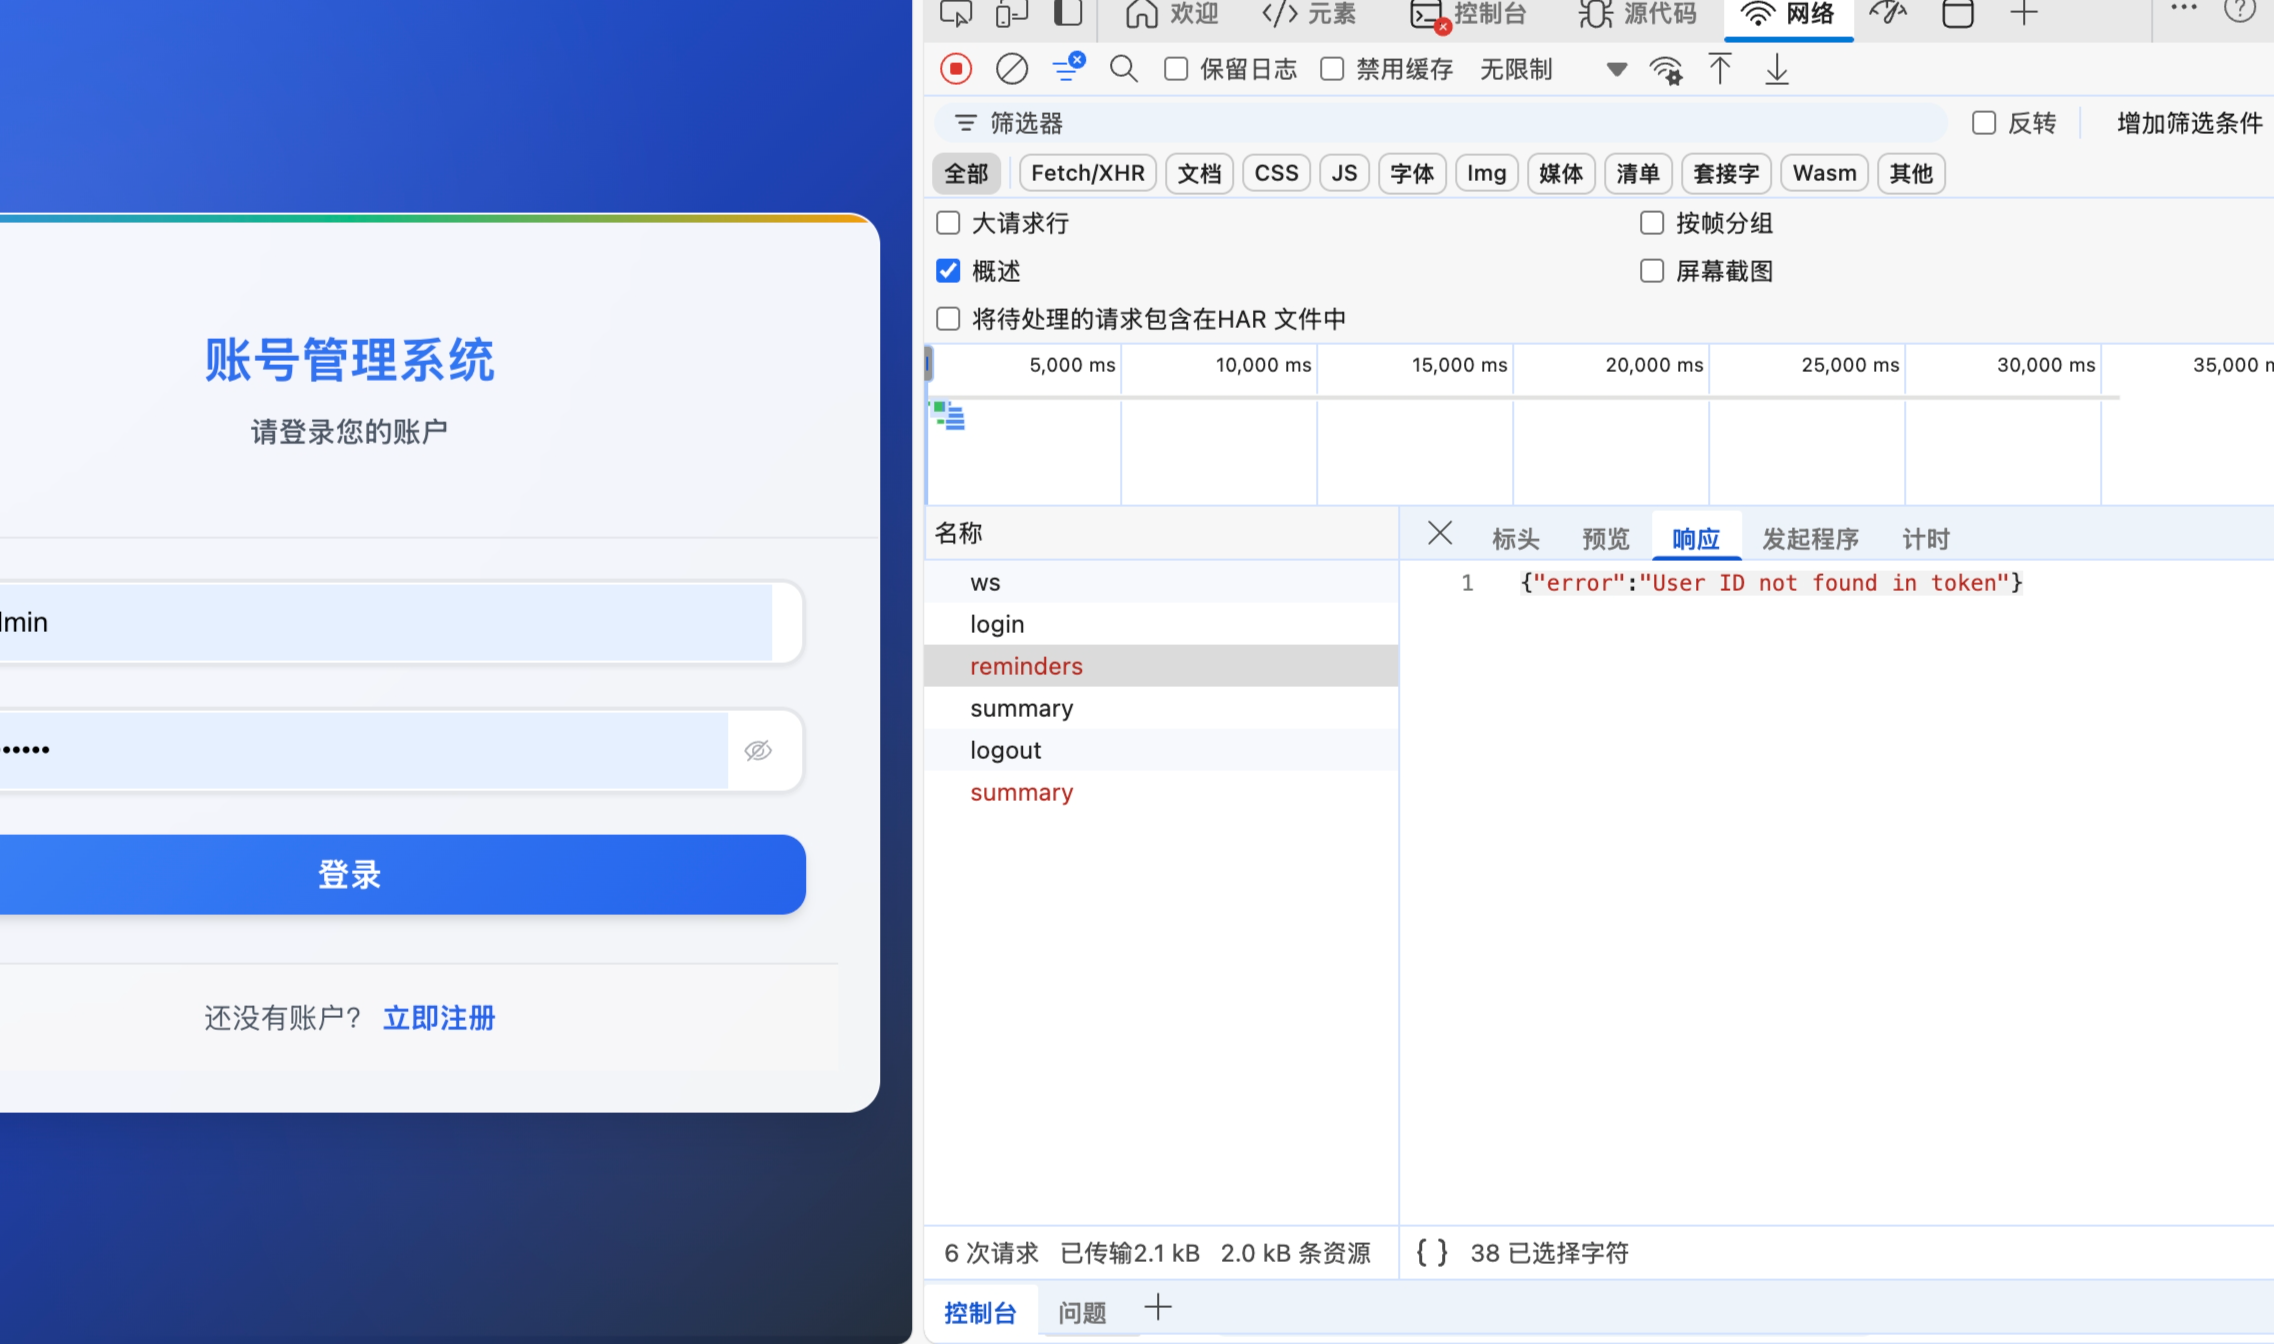 账号管理系统
请登录您的账户
dmin
登录
还没有账户? 立即注册
欢迎 元素 控制台 源代码 网络
保留日志 禁用缓存 无限制
筛选器 反转 增加筛选条件
全部 Fetch/XHR 文档 CSS JS 字体 Img 媒体 清单 套接字 Wasm 其他
大请求行 按帧分组
概述 屏幕截图
将待处理的请求包含在HAR 文件中
5,000 ms 10,000 ms 15,000 ms 20,000 ms 25,000 ms 30,000 ms 35,000 m
名称 标头 预览 响应 发起程序 计时
ws
login
reminders
summary
logout
summary
1 {"error":"User ID not found in token"}
6 次请求 已传输2.1 kB 2.0 kB 条资源 { } 38 已选择字符
控制台 问题